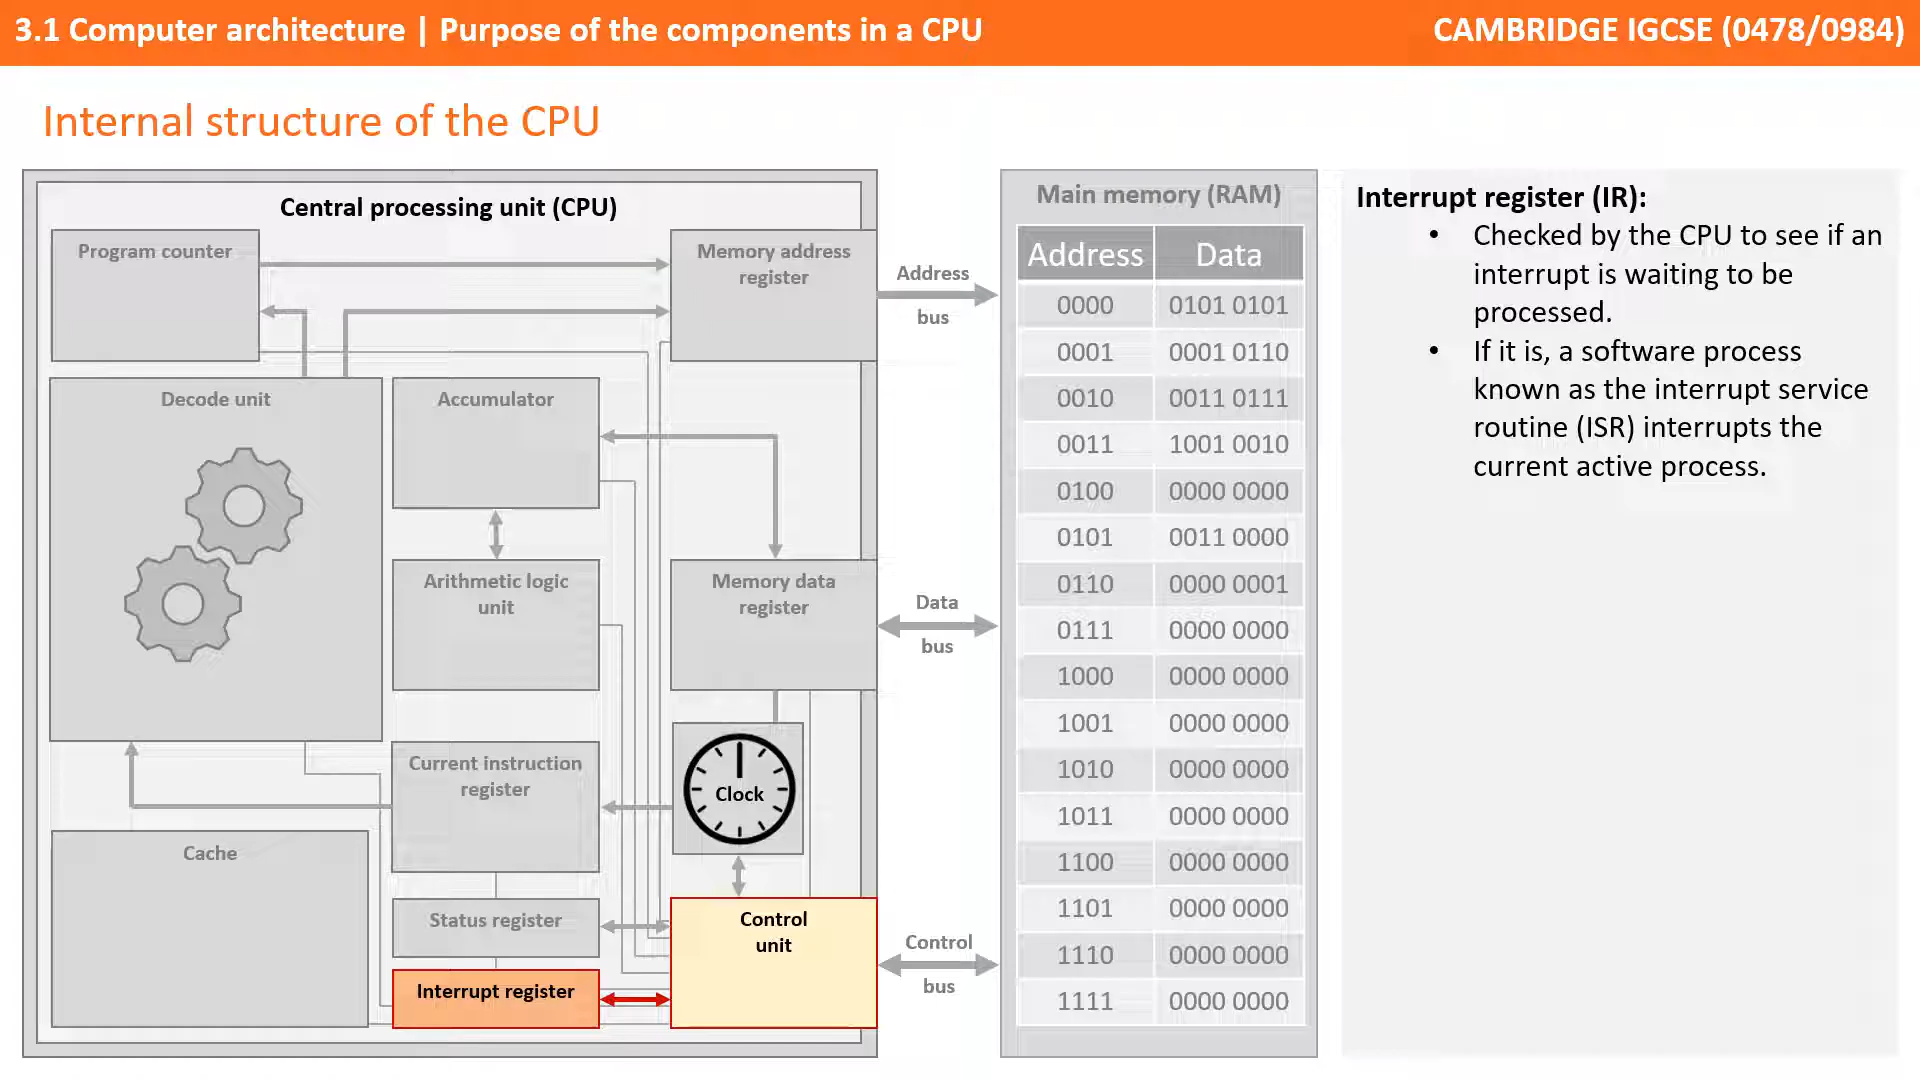 3.1 Computer architecture | Purpose of the components in a CPU
CAMBRIDGE IGCSE (0478/0984)
Internal structure of the CPU
Central processing unit (CPU)
Program counter
Memory address
register
Decode unit
Accumulator
Arithmetic logic
unit
Memory data
register
Current instruction
register
Clock
Cache
Status register
Control
unit
Interrupt register
Address
bus
Data
bus
Control
bus
Main memory (RAM)
Address Data
0000 0101 0101
0001 0001 0110
0010 0011 0111
0011 1001 0010
0100 0000 0000
0101 0011 0000
0110 0000 0001
0111 0000 0000
1000 0000 0000
1001 0000 0000
1010 0000 0000
1011 0000 0000
1100 0000 0000
1101 0000 0000
1110 0000 0000
1111 0000 0000
Interrupt register (IR):
• Checked by the CPU to see if an
interrupt is waiting to be
processed.
• If it is, a software process
known as the interrupt service
routine (ISR) interrupts the
current active process.